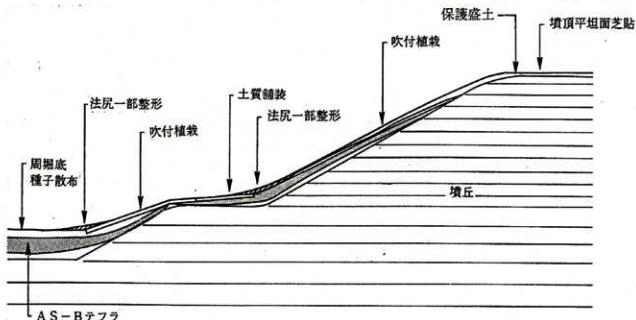 保護盛土
墳頂平坦面芝貼
吹付植栽
土質舗装
法尻一部整形
法尻一部整形
吹付植栽
周堀底
種子散布
墳丘
AS－Bテフラ